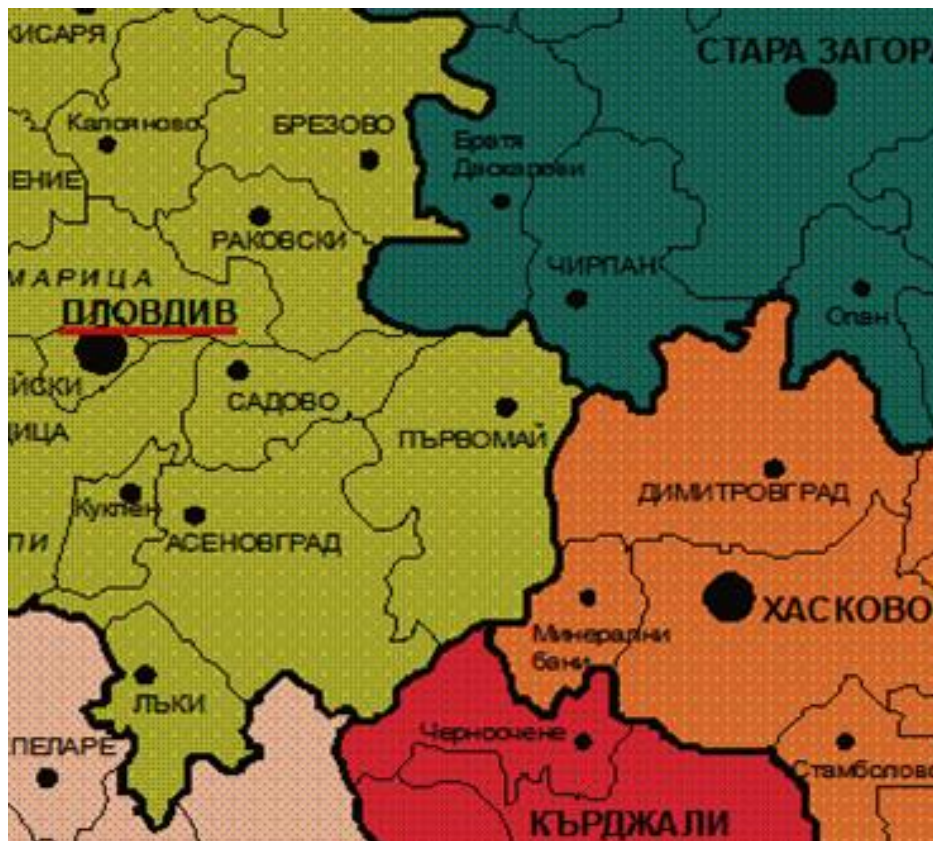 КИСАРЯ
СТАРА ЗАГОРА
Калояново
БРЕЗОВО
Братя
Даскалови
ЕНИЕ
РАКОВСКИ
МАРИЦА
ЧИРПАН
ПЛОВДИВ
Опан
ЙСКИ
САДОВО
ИЦА
ПЪРВОМАЙ
ДИМИТРОВГРАД
Куклен
ПИ
АСЕНОВГРАД
ХАСКОВО
Минерални
бани
ЛЪКИ
Черноочене
ПЕЛАРЕ
Стамболово
КЪРДЖАЛИ